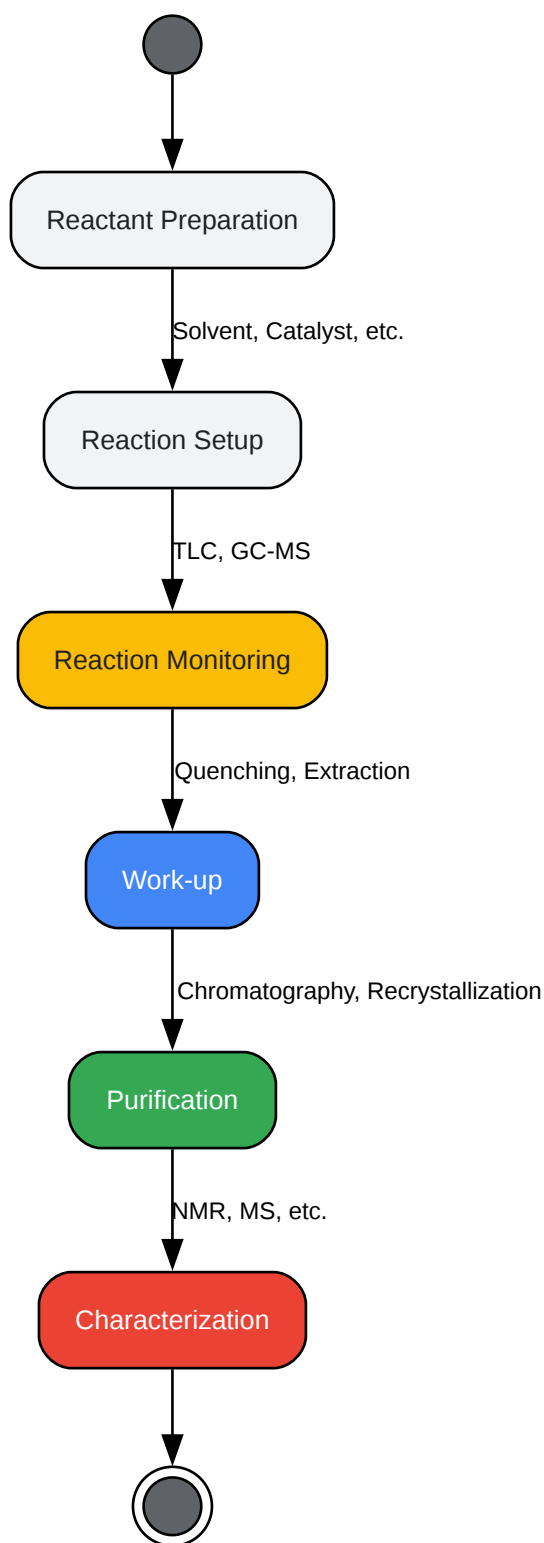 Reactant Preparation
Solvent, Catalyst, etc.
Reaction Setup
TLC, GC-MS
Reaction Monitoring
Quenching, Extraction
Work-up
Chromatography, Recrystallization
Purification
NMR, MS, etc.
Characterization